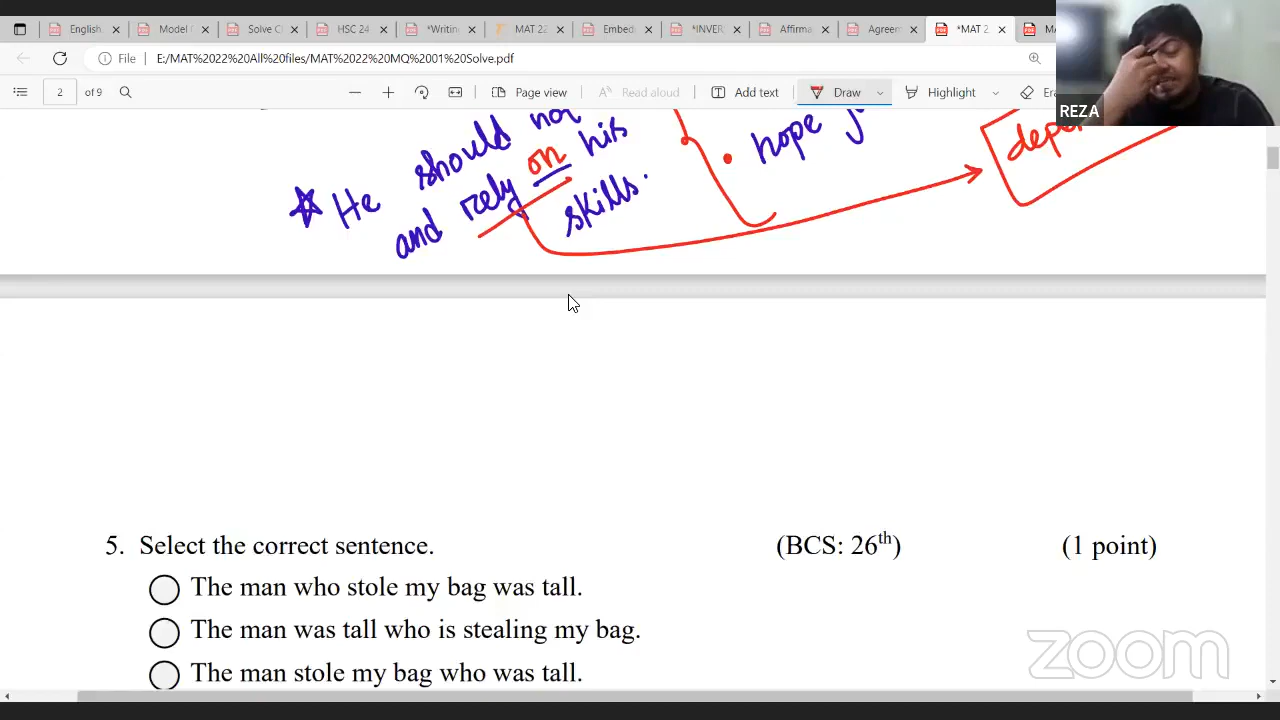 English
Model
Solve C
HSC 24
*Writin
MAT 22
Embed
*INVER
Affirma
Agreem
*MAT 2
File
E:/MAT%2022%20All%20files/MAT%2022%20MQ%2001%20Solve.pdf
2 of 9
Page view
Read aloud
Add text
Draw
Highlight
REZA
He should not
and rely on his
skills.
hope
5. Select the correct sentence. (BCS: 26th) (1 point)
The man who stole my bag was tall.
The man was tall who is stealing my bag.
The man stole my bag who was tall.
zoom